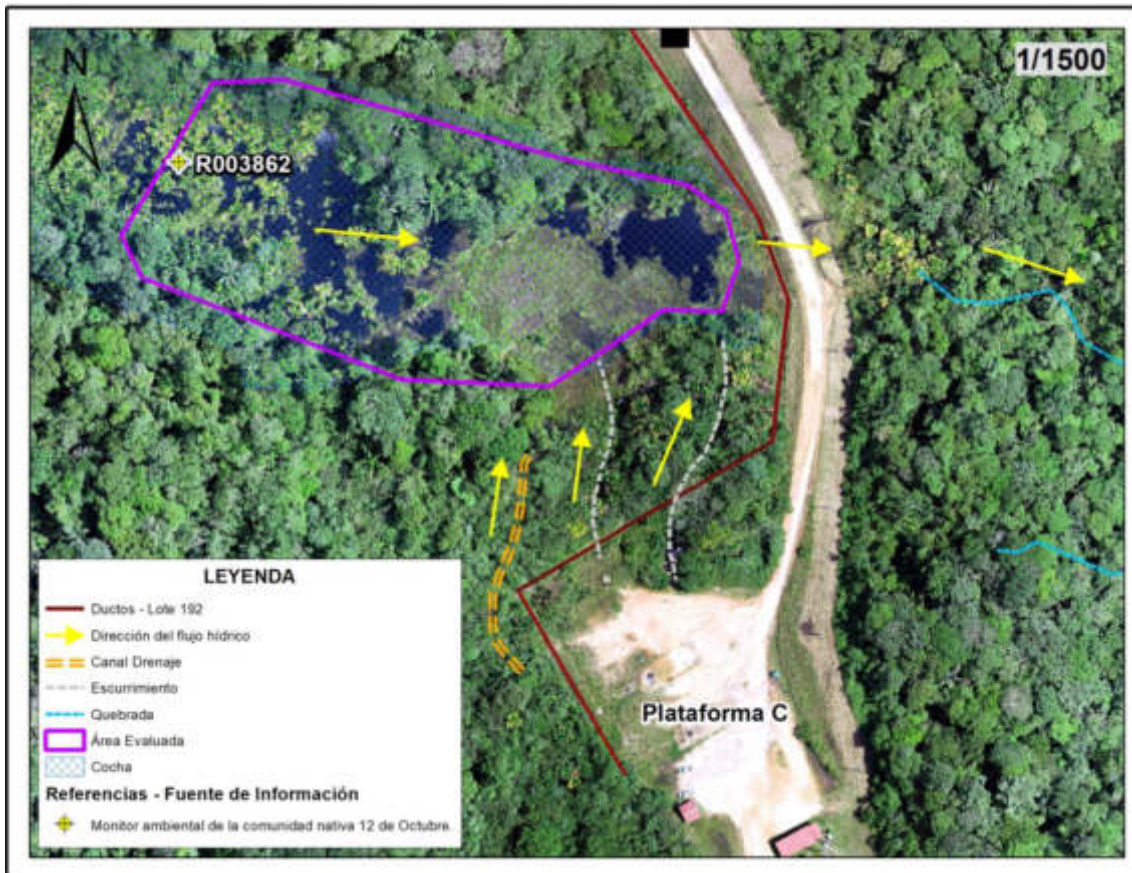 1/1500
N
R003862
Plataforma C
LEYENDA
Ductos - Lote 192
Dirección del flujo hídrico
Canal Drenaje
Escurrimiento
Quebrada
Área Evaluada
Cocha
Referencias - Fuente de Información
Monitor ambiental de la comunidad nativa 12 de Octubre.